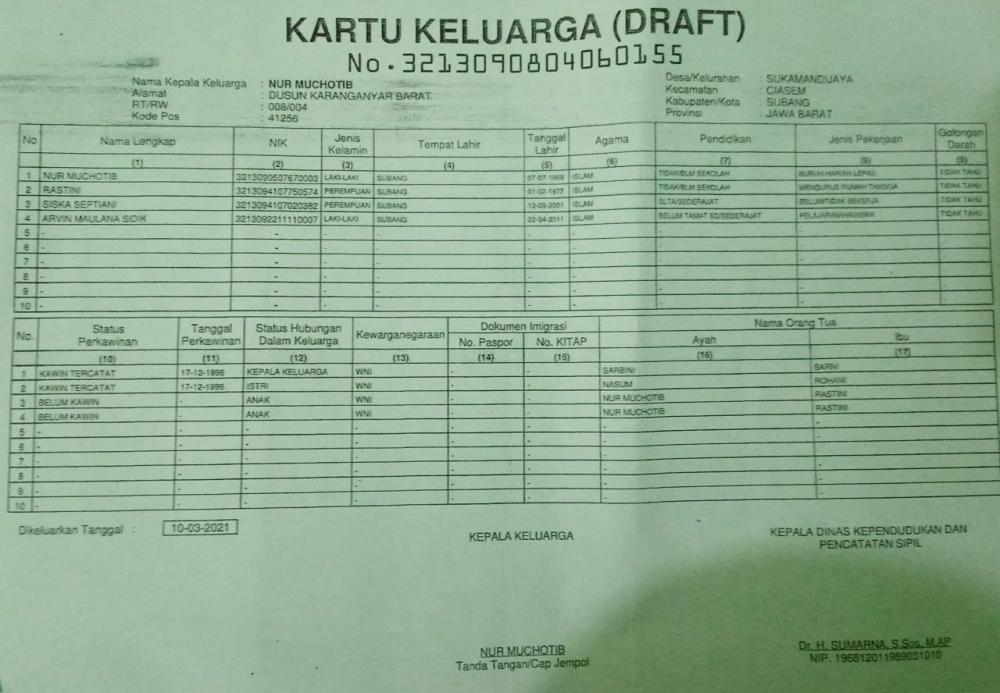 KARTU KELUARGA (DRAFT)
No.3213090804060155
Nama Kepala Keluarga : NUR MUCHOTIB
Alamat : DUSUN KARANGANYAR BARAT
RT/RW : 008/004
Kode Pos : 41256
Desa/Kelurahan : SUKAMANDIJAYA
Kecamatan : CIASEM
Kabupaten/Kota : SUBANG
Provinsi : JAWA BARAT
No Nama Lengkap NIK Jenis Kelamin Tempat Lahir Tanggal Lahir Agama Pendidikan Jenis Pekerjaan Golongan Darah
(1) (2) (3) (4) (5) (6) (7) (8) (9)
1 NUR MUCHOTIB 3213090507670003 LAKI-LAKI SUBANG ISLAM TIDAK/BLM SEKOLAH BURUH HARIAN LEPAS TIDAK TAHU
2 RASTINI 3213094107750574 PEREMPUAN SUBANG ISLAM TIDAK/BLM SEKOLAH MENGURUS RUMAH TANGGA TIDAK TAHU
3 SISKA SEPTIANI 3213094107020382 PEREMPUAN SUBANG ISLAM SLTA/SEDERAJAT BELUM/TIDAK BEKERJA TIDAK TAHU
4 ARVIN MAULANA SIDIK 3213092211110007 LAKI-LAKI SUBANG 22-04-2011 ISLAM BELUM TAMAT SD/SEDERAJAT PELAJAR/MAHASISWA TIDAK TAHU
5 - - - - - - - - -
6 - - - - - - - - -
7 - - - - - - - - -
8 - - - - - - - - -
9 - - - - - - - - -
10 - - - - - - - - -
No. Status Perkawinan Tanggal Perkawinan Status Hubungan Dalam Keluarga Kewarganegaraan Dokumen Imigrasi Nama Orang Tua
No. Paspor No. KITAP Ayah Ibu
(10) (11) (12) (13) (14) (15) (16) (17)
1 KAWIN TERCATAT 17-12-1996 KEPALA KELUARGA WNI SARBINI SARNI
2 KAWIN TERCATAT 17-12-1996 ISTRI WNI NASUM ROHANI
3 BELUM KAWIN - ANAK WNI NUR MUCHOTIB RASTINI
4 BELUM KAWIN - ANAK WNI NUR MUCHOTIB RASTINI
5 - - - - - - - -
6 - - - - - - - -
7 - - - - - - - -
8 - - - - - - - -
9 - - - - - - - -
10 - - - - - - - -
Dikeluarkan Tanggal : 10-03-2021
KEPALA KELUARGA
KEPALA DINAS KEPENDUDUKAN DAN
PENCATATAN SIPIL
NUR MUCHOTIB
Tanda Tangan/Cap Jempol
Dr. H. SUMARNA, S.Sos, M.AP
NIP. 196812011989031010